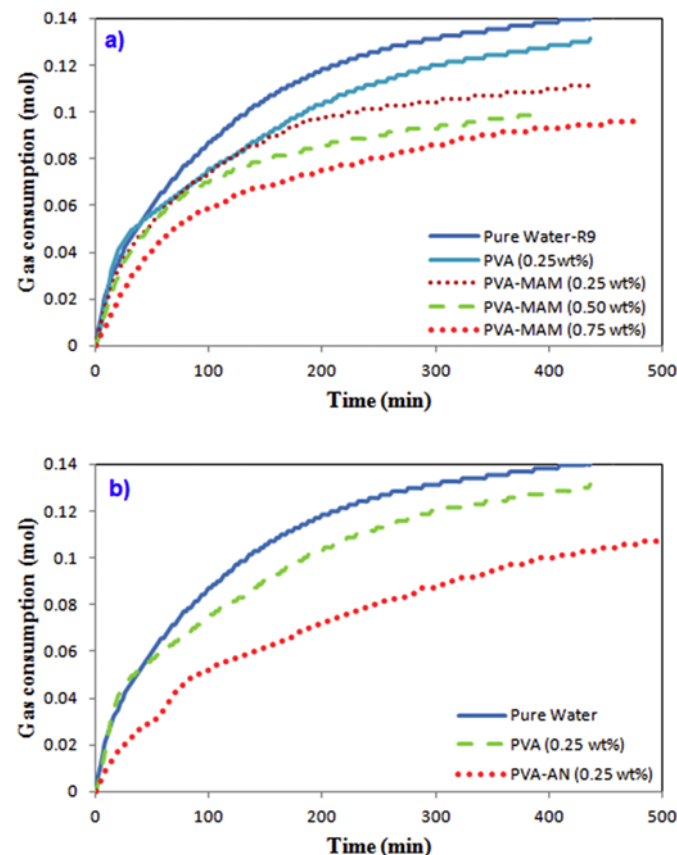 a)
Gas consumption (mol)
0.14
0.12
0.1
0.08
0.06
0.04
0.02
0
Pure Water-R9
PVA (0.25wt%)
PVA-MAM (0.25 wt%)
PVA-MAM (0.50 wt%)
PVA-MAM (0.75 wt%)
0 100 200 300 400 500
Time (min)
b)
Gas consumption (mol)
0.14
0.12
0.1
0.08
0.06
0.04
0.02
0
Pure Water
PVA (0.25 wt%)
PVA-AN (0.25 wt%)
0 100 200 300 400 500
Time (min)